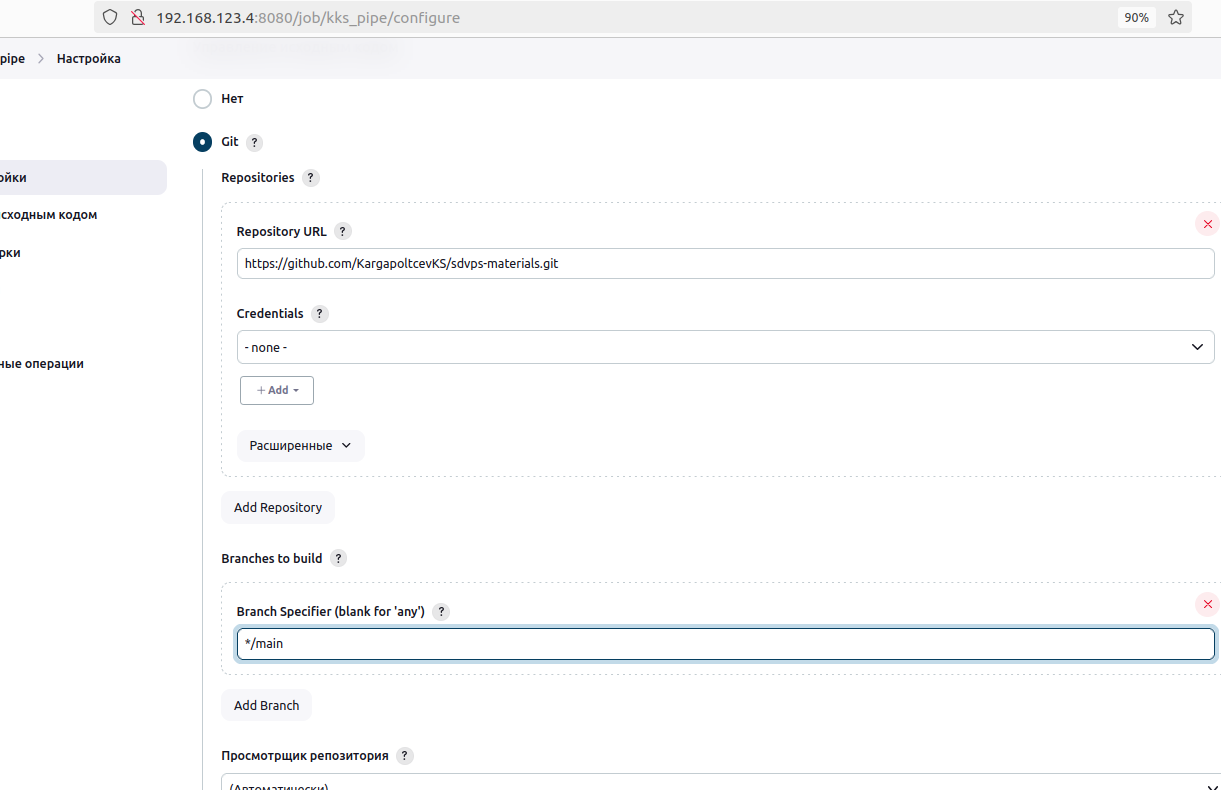 192.168.123.4:8080/job/kks_pipe/configure
90%
pipe > Настройка
Нет
Git ?
ойки
Repositories ?
сходным кодом
Repository URL ?
рки
https://github.com/KargapoltcevKS/sdvps-materials.git
Credentials ?
- none -
ные операции
+ Add
Расширенные
Add Repository
Branches to build ?
Branch Specifier (blank for 'any') ?
*/main
Add Branch
Просмотрщик репозитория ?
(Автоматически)